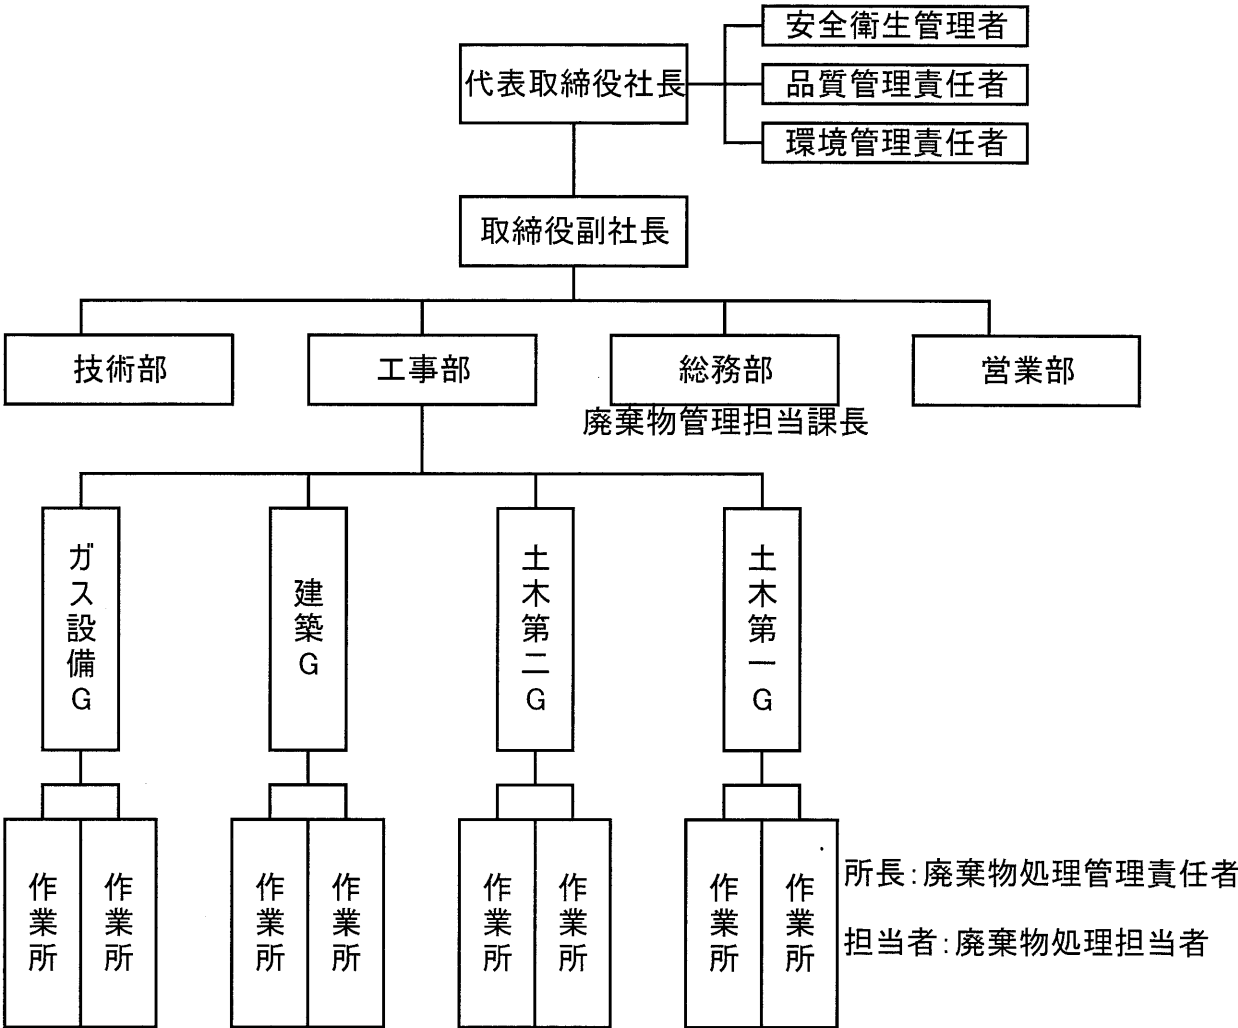 安全衛生管理者
代表取締役社長
品質管理責任者
環境管理責任者
取締役副社長
技術部
工事部
総務部
営業部
廃棄物管理担当課長
ガス設備G
建築G
土木第二G
土木第一G
作業所
作業所
作業所
作業所
作業所
作業所
作業所
作業所
所長:廃棄物処理管理責任者
担当者:廃棄物処理担当者